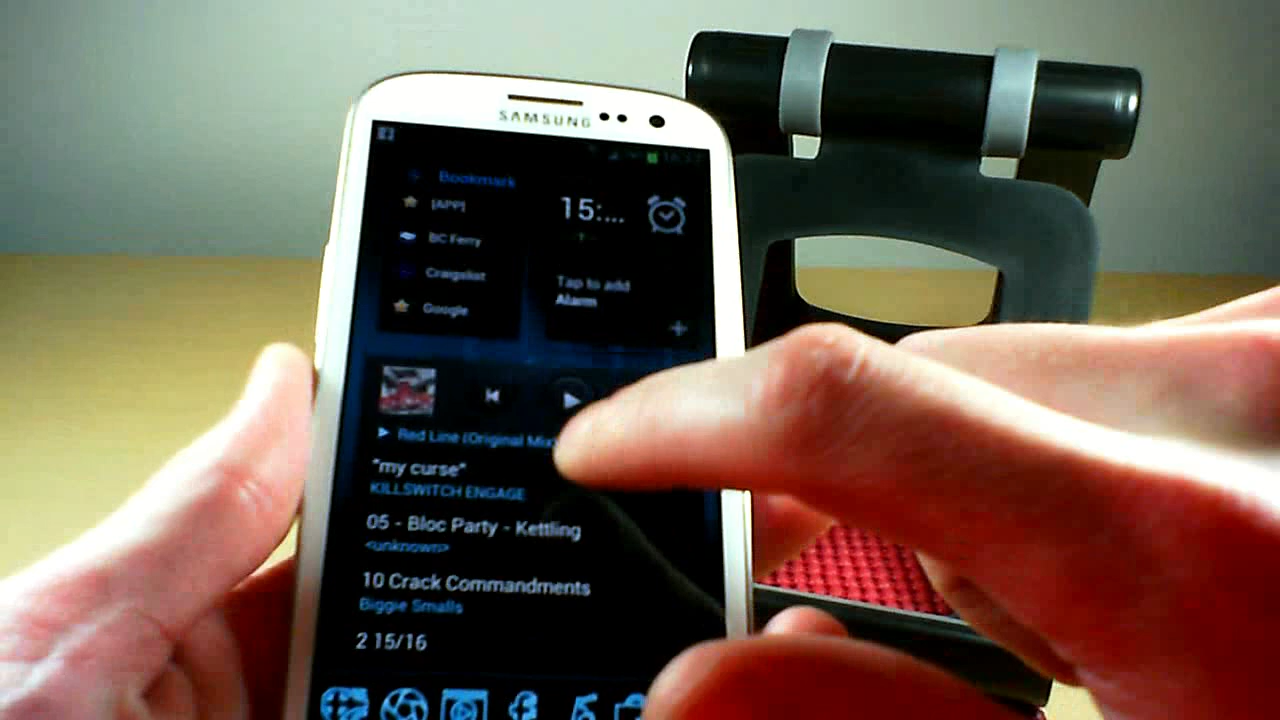 SAMSUNG
Bookmark
[APP]
BC Ferry
Craigslist
Google
15:...
Tap to add
Alarm
Red Line (Original Mix)
"my curse"
KILLSWITCH ENGAGE
05 - Bloc Party - Kettling
<unknown>
10 Crack Commandments
Biggie Smalls
2 15/16